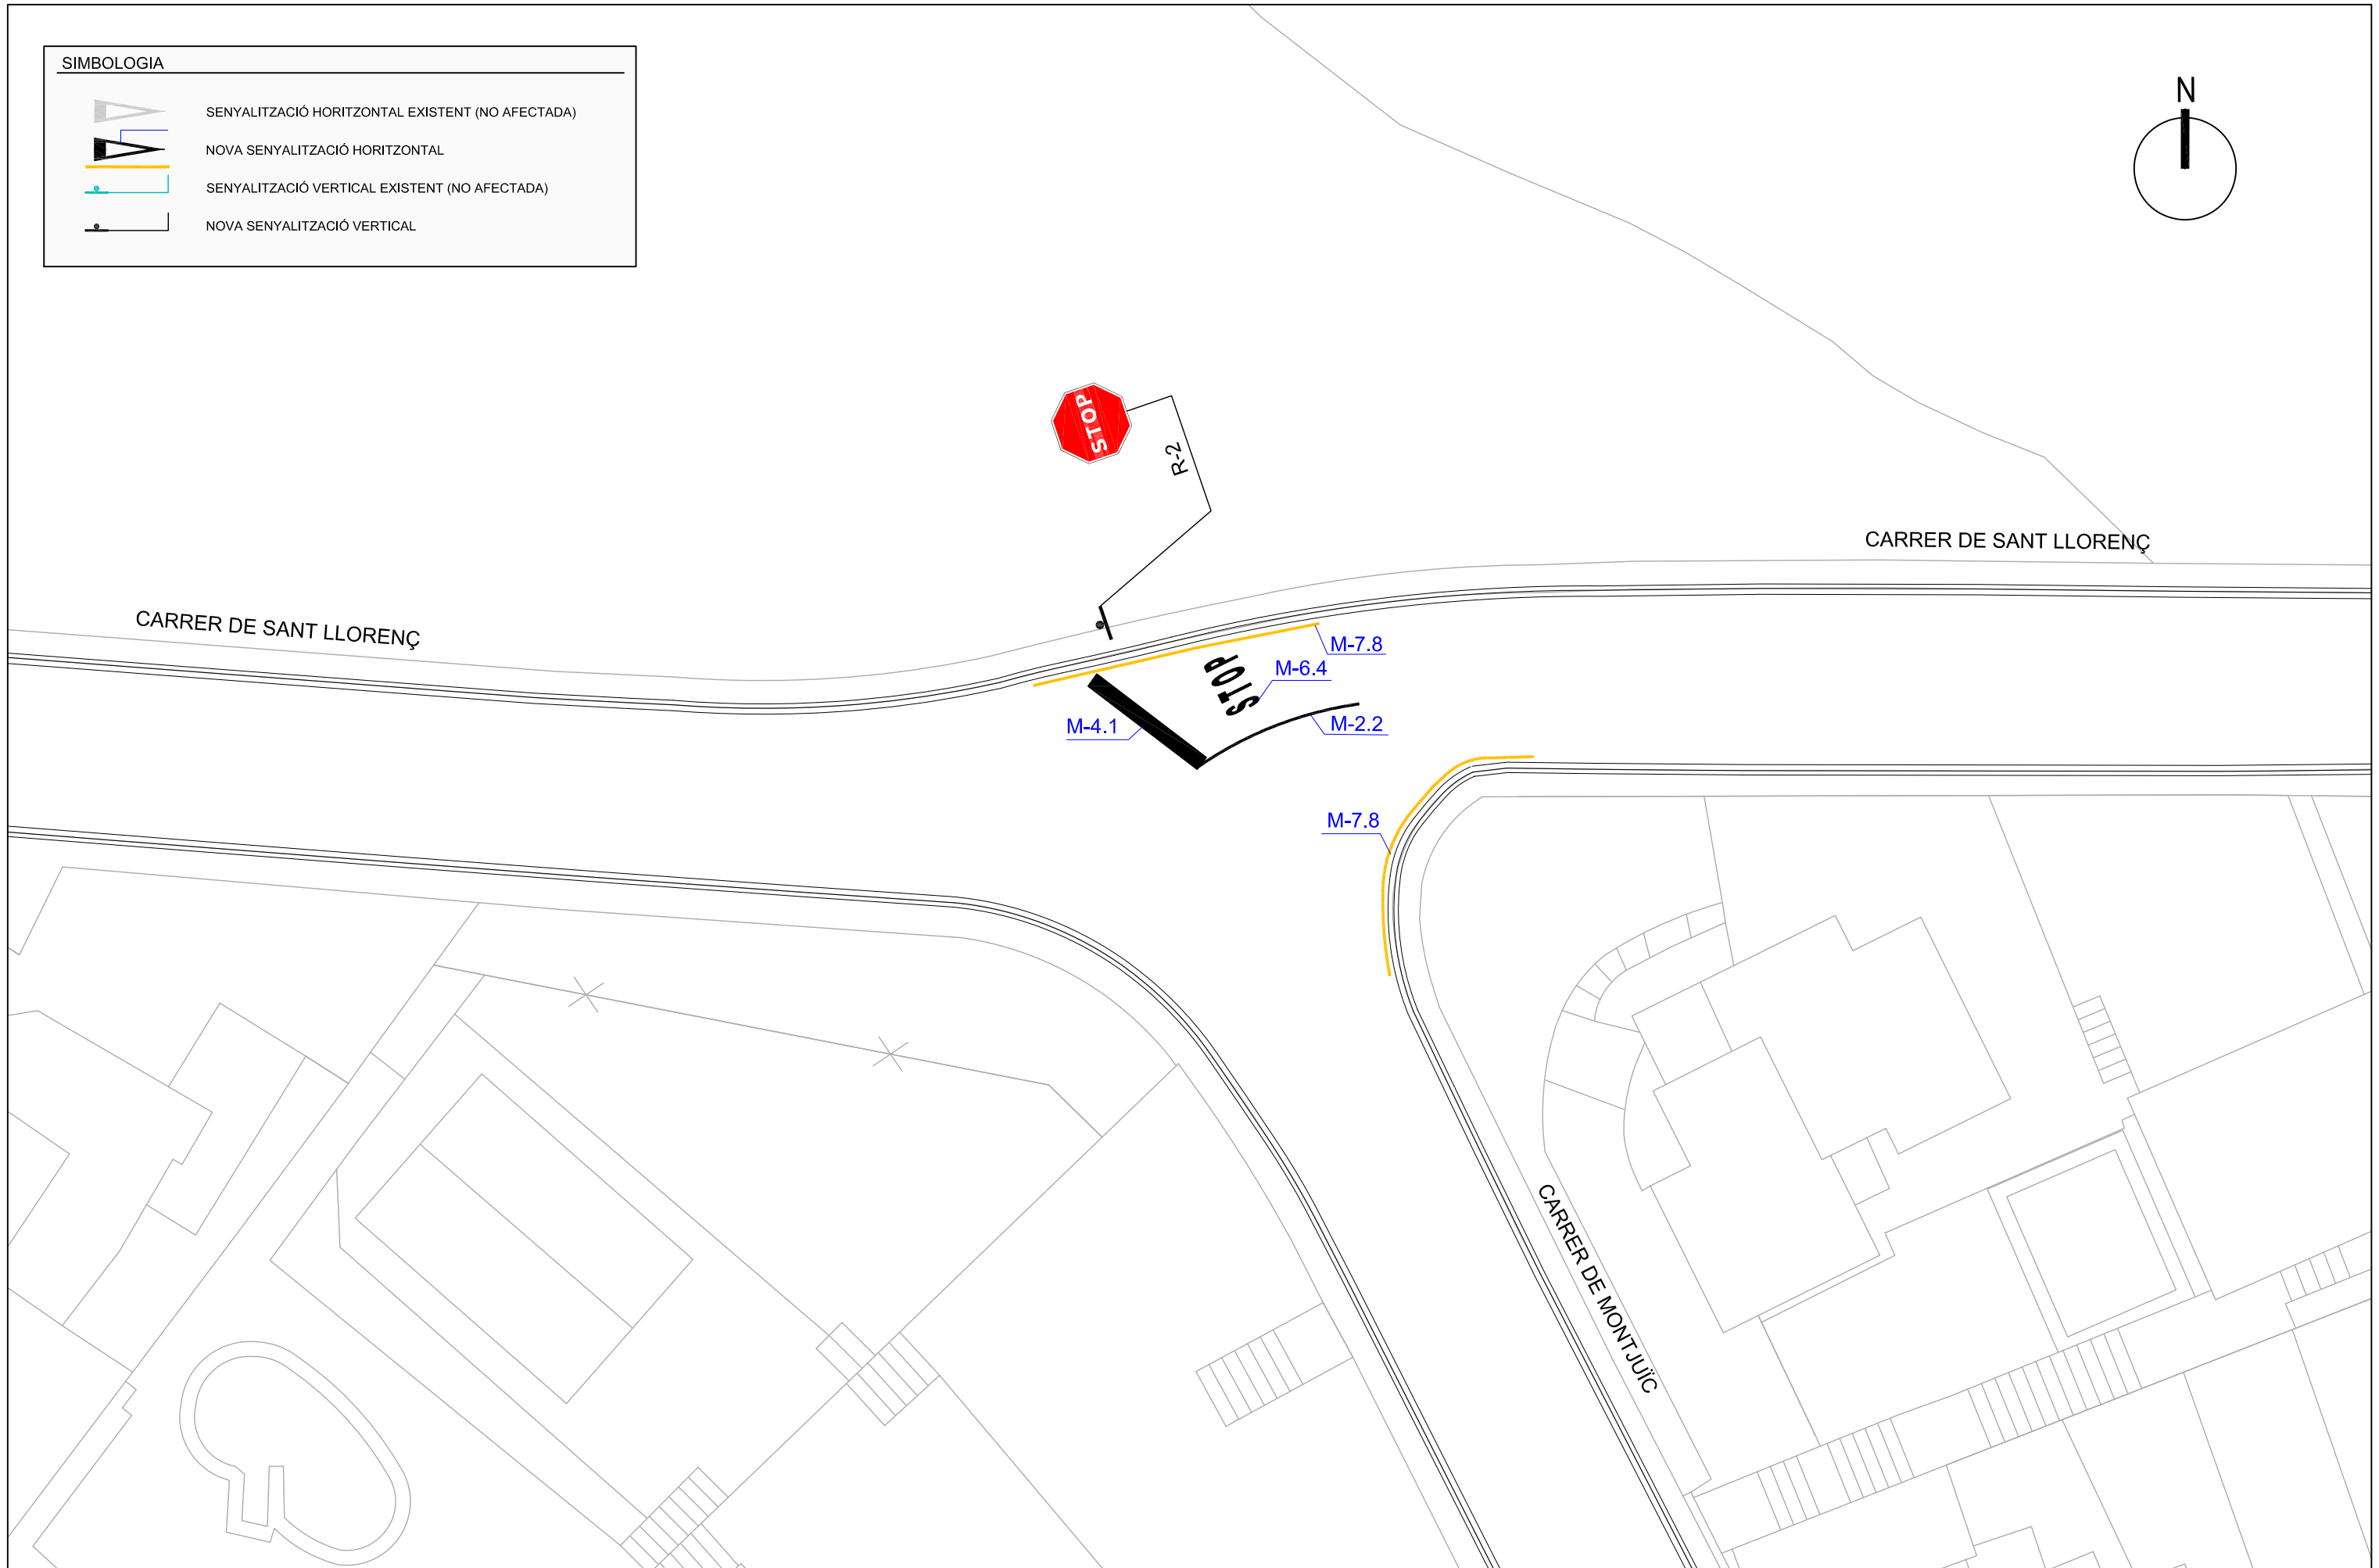 SIMBOLOGIA
SENYALITZACIÓ HORITZONTAL EXISTENT (NO AFECTADA)
NOVA SENYALITZACIÓ HORITZONTAL
SENYALITZACIÓ VERTICAL EXISTENT (NO AFECTADA)
NOVA SENYALITZACIÓ VERTICAL
N
STOP
R-2
CARRER DE SANT LLORENÇ
CARRER DE SANT LLORENÇ
M-7.8
STOP
M-6.4
M-4.1
M-2.2
M-7.8
CARRER DE MONTJUÏC